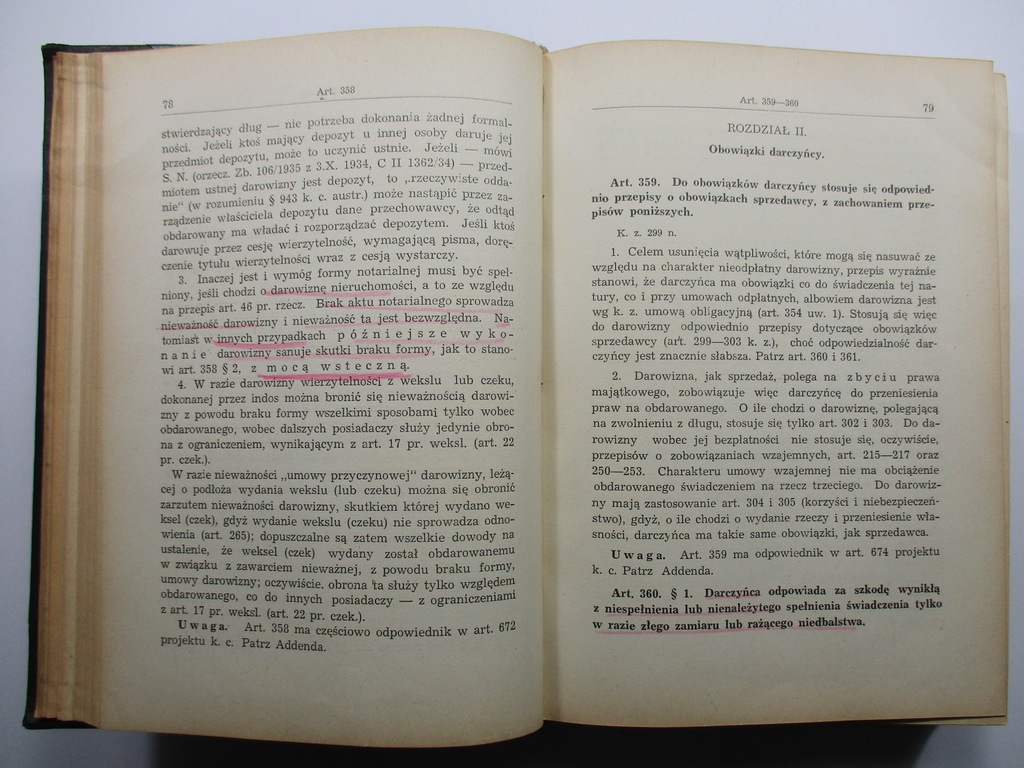 78
Art. 358
stwierdzający dług — nie potrzeba dokonania żadnej formal-
ności. Jeżeli ktoś mający depozyt u innej osoby daruje jej
przedmiot depozytu, może to uczynić ustnie. Jeżeli — mówi
S. N. (orzecz. Zb. 106/1935 z 3.X. 1934, C II 1362/34) — przed-
miotem ustnej darowizny jest depozyt, to „rzeczywiste odda-
nie“ (w rozumieniu § 943 k. c. austr.) może nastąpić przez za-
rządzenie właściciela depozytu dane przechowawcy, że odtąd
obdarowany ma władać i rozporządzać depozytem. Jeśli ktoś
darowuje przez cesję wierzytelność, wymagającą pisma, dorę-
czenie tytułu wierzytelności wraz z cesją wystarczy.
3. Inaczej jest i wymóg formy notarialnej musi być speł-
niony, jeśli chodzi o darowiznę nieruchomości, a to ze względu
na przepis art. 46 pr. rzecz. Brak aktu notarialnego sprowadza
nieważność darowizny i nieważność ta jest bezwzględna. Na-
tomiast w innych przypadkach późniejsze wyko-
nanie darowizny sanuje skutki braku formy, jak to stano-
wi art. 358 § 2, z mocą wsteczną.
4. W razie darowizny wierzytelności z wekslu lub czeku,
dokonanej przez indos można bronić się nieważnością darowi-
zny z powodu braku formy wszelkimi sposobami tylko wobec
obdarowanego, wobec dalszych posiadaczy służy jedynie obro-
na z ograniczeniem, wynikającym z art. 17 pr. weksl. (art. 22
pr. czek.).
W razie nieważności „umowy przyczynowej“ darowizny, leżą-
cej o podłoża wydania wekslu (lub czeku) można się obronić
zarzutem nieważności darowizny, skutkiem której wydano we-
ksel (czek), gdyż wydanie wekslu (czeku) nie sprowadza odno-
wienia (art. 265); dopuszczalne są zatem wszelkie dowody na
ustalenie, że weksel (czek) wydany został obdarowanemu
w związku z zawarciem nieważnej, z powodu braku formy,
umowy darowizny; oczywiście. obrona ta służy tylko względem
obdarowanego, co do innych posiadaczy — z ograniczeniami
z art. 17 pr. weksl. (art. 22 pr. czek.).
Uwaga. Art. 358 ma częściowo odpowiednik w art. 672
projektu k. c. Patrz Addenda.
Art. 359—360
79
ROZDZIAŁ II.
Obowiązki darczyńcy.
Art. 359. Do obowiązków darczyńcy stosuje się odpowied-
nio przepisy o obowiązkach sprzedawcy, z zachowaniem prze-
pisów poniższych.
K. z. 299 n.
1. Celem usunięcia wątpliwości, które mogą się nasuwać ze
względu na charakter nieodpłatny darowizny, przepis wyraźnie
stanowi, że darczyńca ma obowiązki co do świadczenia tej na-
tury, co i przy umowach odpłatnych, albowiem darowizna jest
wg k. z. umową obligacyjną (art. 354 uw. 1). Stosują się więc
do darowizny odpowiednio przepisy dotyczące obowiązków
sprzedawcy (art. 299—303 k. z.), choć odpowiedzialność dar-
czyńcy jest znacznie słabsza. Patrz art. 360 i 361.
2. Darowizna, jak sprzedaż, polega na zbyciu prawa
majątkowego, zobowiązuje więc darczyńcę do przeniesienia
praw na obdarowanego. O ile chodzi o darowiznę, polegającą
na zwolnieniu z długu, stosuje się tylko art. 302 i 303. Do da-
rowizny wobec jej bezpłatności nie stosuje się, oczywiście,
przepisów o zobowiązaniach wzajemnych, art. 215—217 oraz
250—253. Charakteru umowy wzajemnej nie ma obciążenie
obdarowanego świadczeniem na rzecz trzeciego. Do darowiz-
ny mają zastosowanie art. 304 i 305 (korzyści i niebezpieczeń-
stwo), gdyż, o ile chodzi o wydanie rzeczy i przeniesienie wła-
sności, darczyńca ma takie same obowiązki, jak sprzedawca.
Uwaga. Art. 359 ma odpowiednik w art. 674 projektu
k. c. Patrz Addenda.
Art. 360. § 1. Darczyńca odpowiada za szkodę wynikłą
z niespełnienia lub nienależytego spełnienia świadczenia tylko
w razie złego zamiaru lub rażącego niedbalstwa.